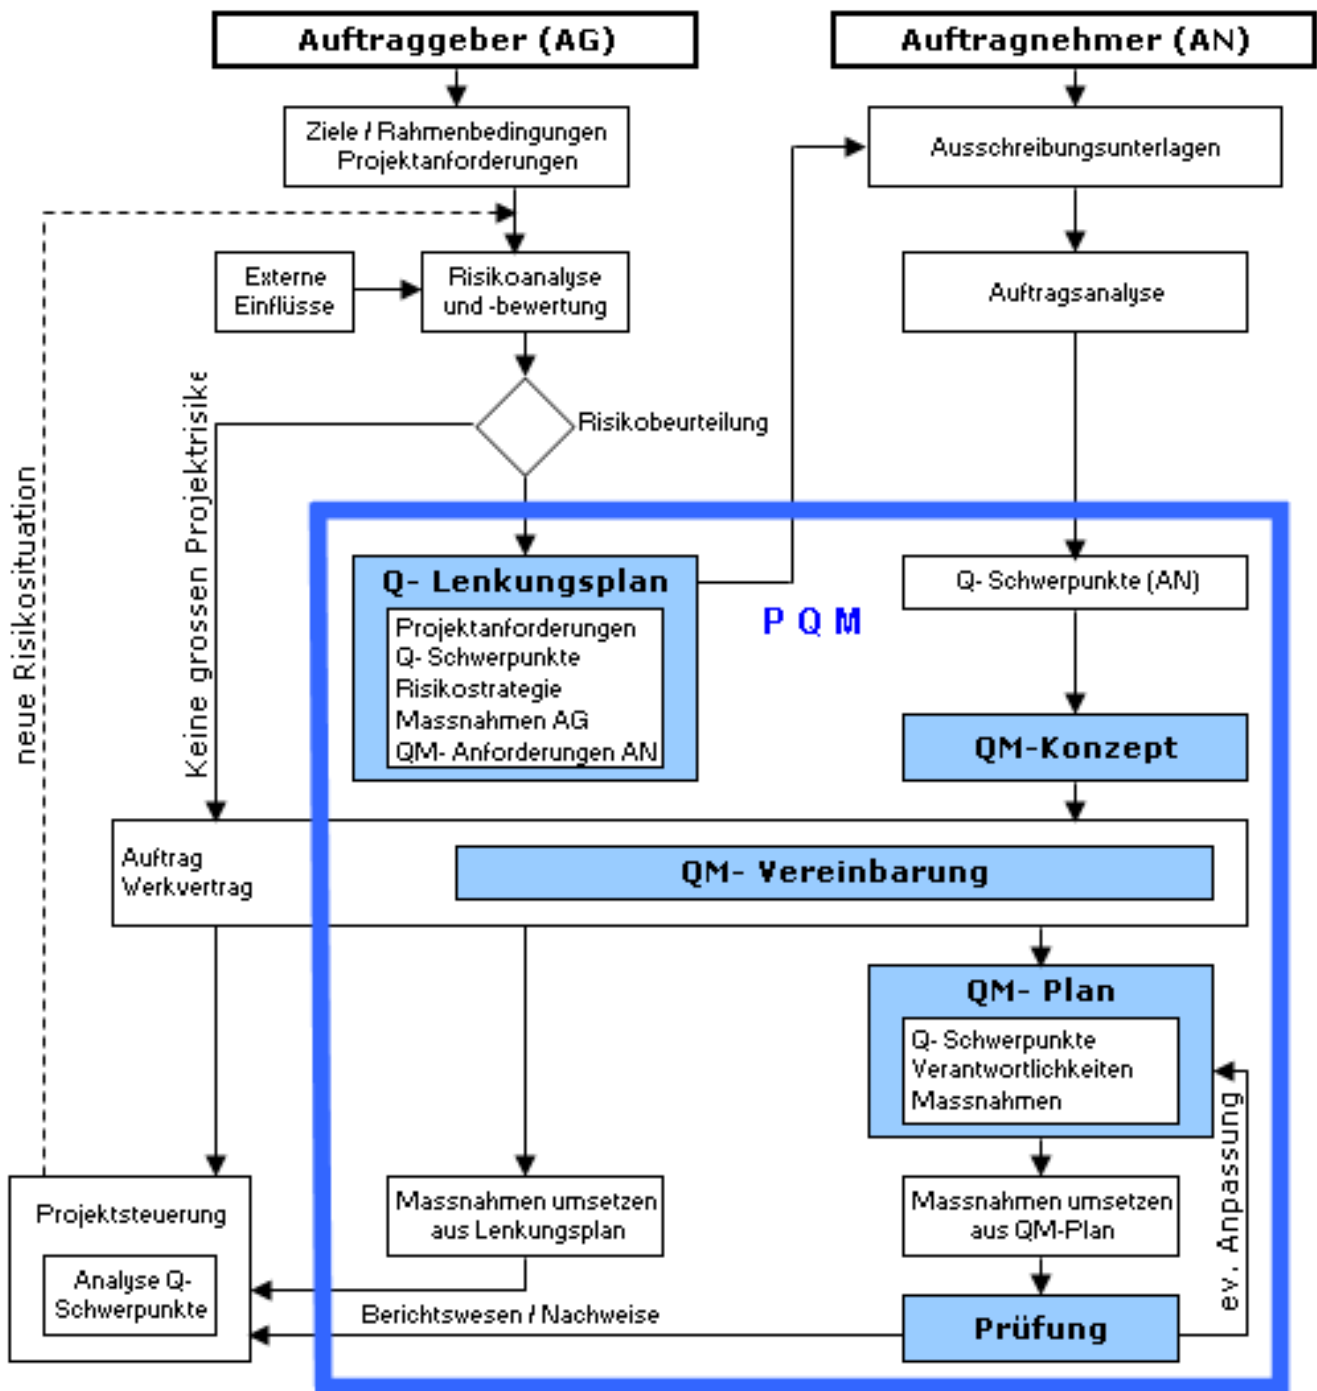 Auftraggeber (AG)
Auftragnehmer (AN)
Ziele / Rahmenbedingungen
Projektanforderungen
Ausschreibungsunterlagen
Externe
Einflüsse
Risikoanalyse
und -bewertung
Auftragsanalyse
Risikobeurteilung
Keine grossen Projektrisike
neue Risikosituation
Q- Lenkungsplan
Projektanforderungen
Q- Schwerpunkte
Risikostrategie
Massnahmen AG
QM- Anforderungen AN
P Q M
Q- Schwerpunkte (AN)
QM-Konzept
Auftrag
Werkvertrag
QM- Vereinbarung
QM- Plan
Q- Schwerpunkte
Verantwortlichkeiten
Massnahmen
ev. Anpassung
Projektsteuerung
Analyse Q-
Schwerpunkte
Massnahmen umsetzen
aus Lenkungsplan
Massnahmen umsetzen
aus QM-Plan
Berichtswesen / Nachweise
Prüfung